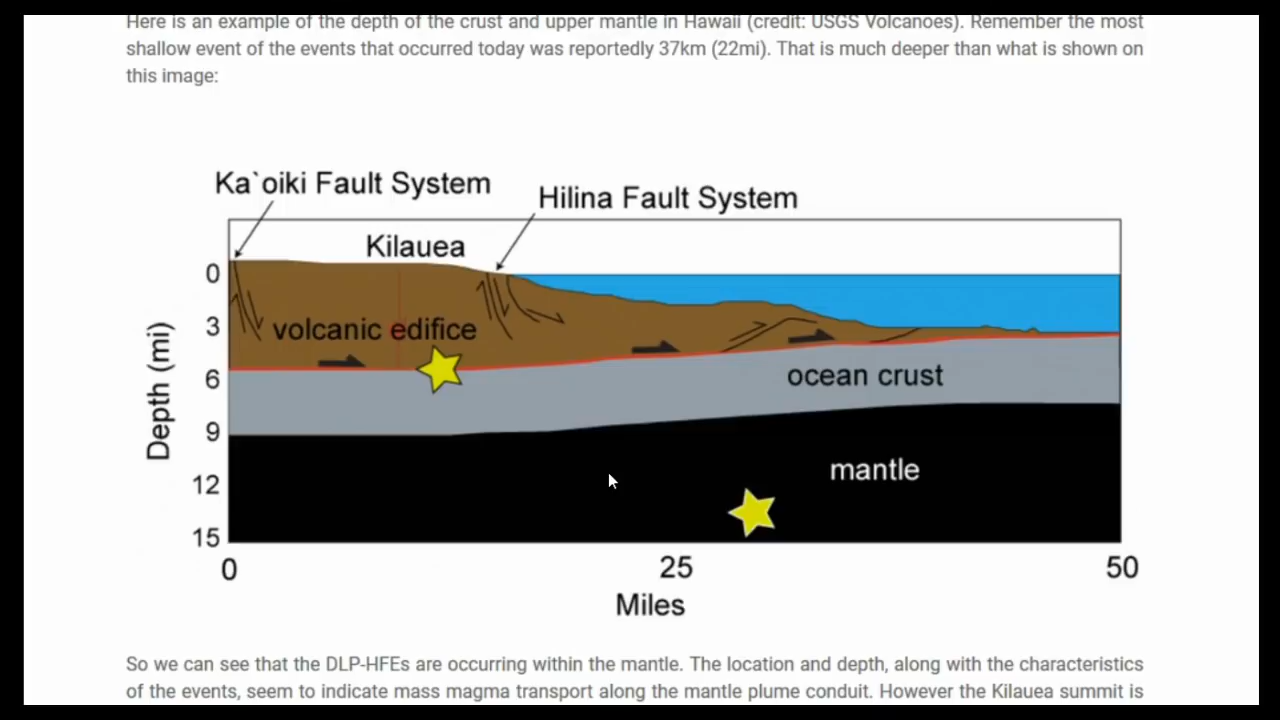 Here is an example of the depth of the crust and upper mantle in Hawaii (credit: USGS Volcanoes). Remember the most
shallow event of the events that occurred today was reportedly 37km (22mi). That is much deeper than what is shown on
this image:
Ka`oiki Fault System
Hilina Fault System
Kilauea
0
3
volcanic edifice
6
ocean crust
Depth (mi)
9
mantle
12
15
0
25
50
Miles
So we can see that the DLP-HFEs are occurring within the mantle. The location and depth, along with the characteristics
of the events, seem to indicate mass magma transport along the mantle plume conduit. However the Kilauea summit is